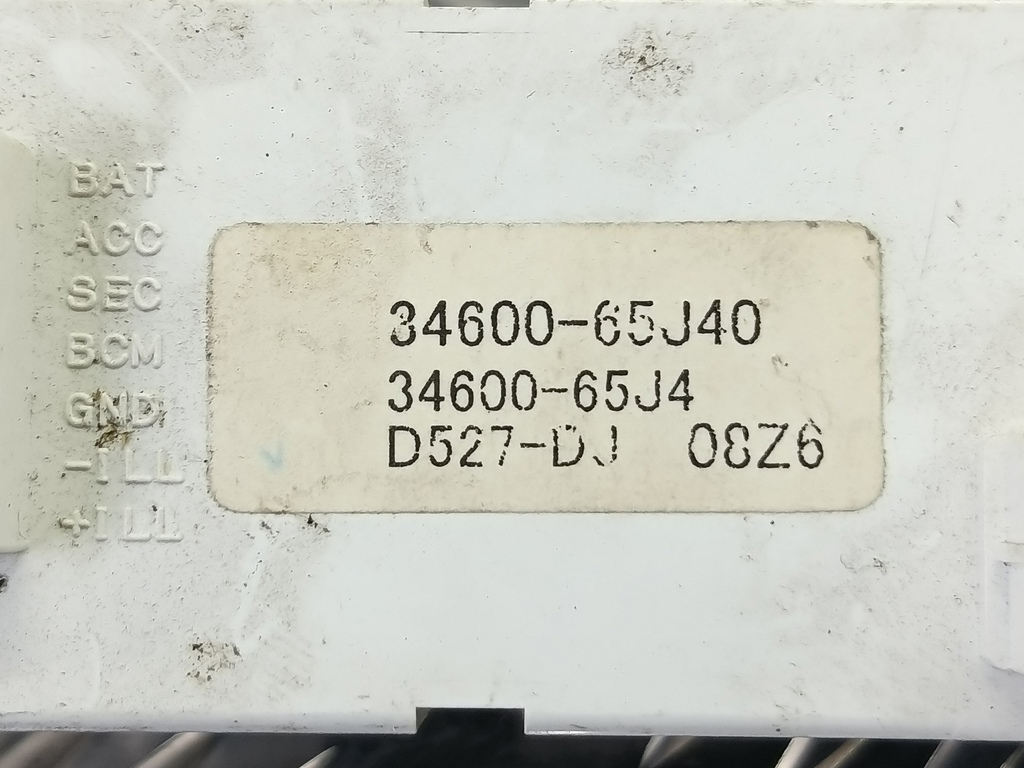 BAT
ACC
SEC
BCM
GND
-ILL
+ILL
34600-65J40
34600-65J4
D527-DJ 08Z6